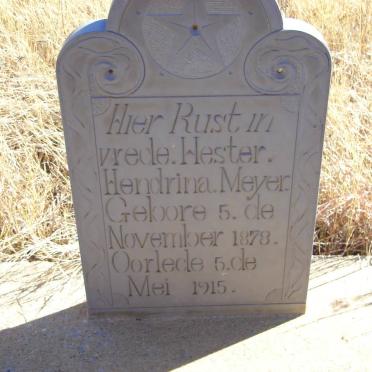 Hier Rust in
vrede. Hester.
Hendrina. Meyer.
Gebore 5. de
November 1878.
Oorlede 5. de
Mei 1915.